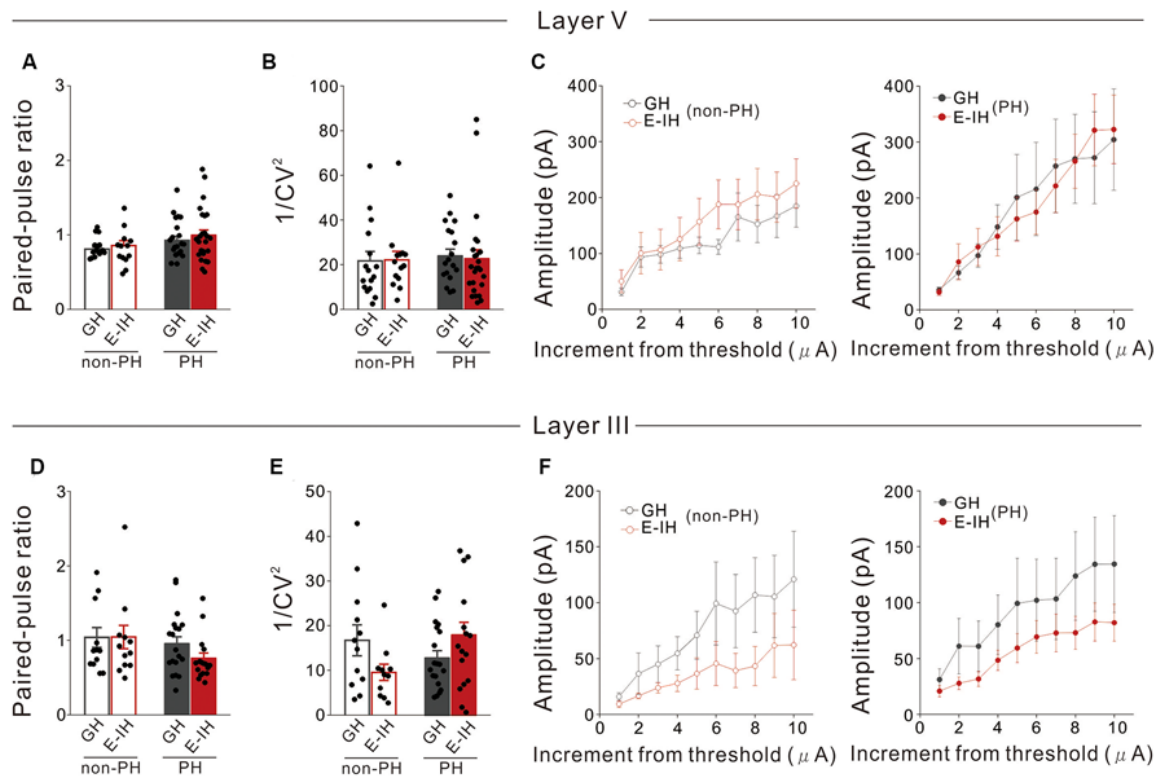 Layer V
A
B
C
Paired-pulse ratio
3
2
1
0
GH
E-IH
GH
E-IH
non-PH
PH
1/CV²
100
80
60
40
20
0
GH
E-IH
GH
E-IH
non-PH
PH
Amplitude (pA)
400
300
200
100
0
GH
E-IH
(non-PH)
0 2 4 6 8 10
Increment from threshold (μ A)
Amplitude (pA)
400
300
200
100
0
GH
E-IH
(PH)
0 2 4 6 8 10
Increment from threshold (μ A)
Layer III
D
E
F
Paired-pulse ratio
3
2
1
0
GH
E-IH
GH
E-IH
non-PH
PH
1/CV²
50
40
30
20
10
0
GH
E-IH
GH
E-IH
non-PH
PH
Amplitude (pA)
200
150
100
50
0
GH
E-IH
(non-PH)
0 2 4 6 8 10
Increment from threshold (μ A)
Amplitude (pA)
200
150
100
50
0
GH
E-IH
(PH)
0 2 4 6 8 10
Increment from threshold (μ A)